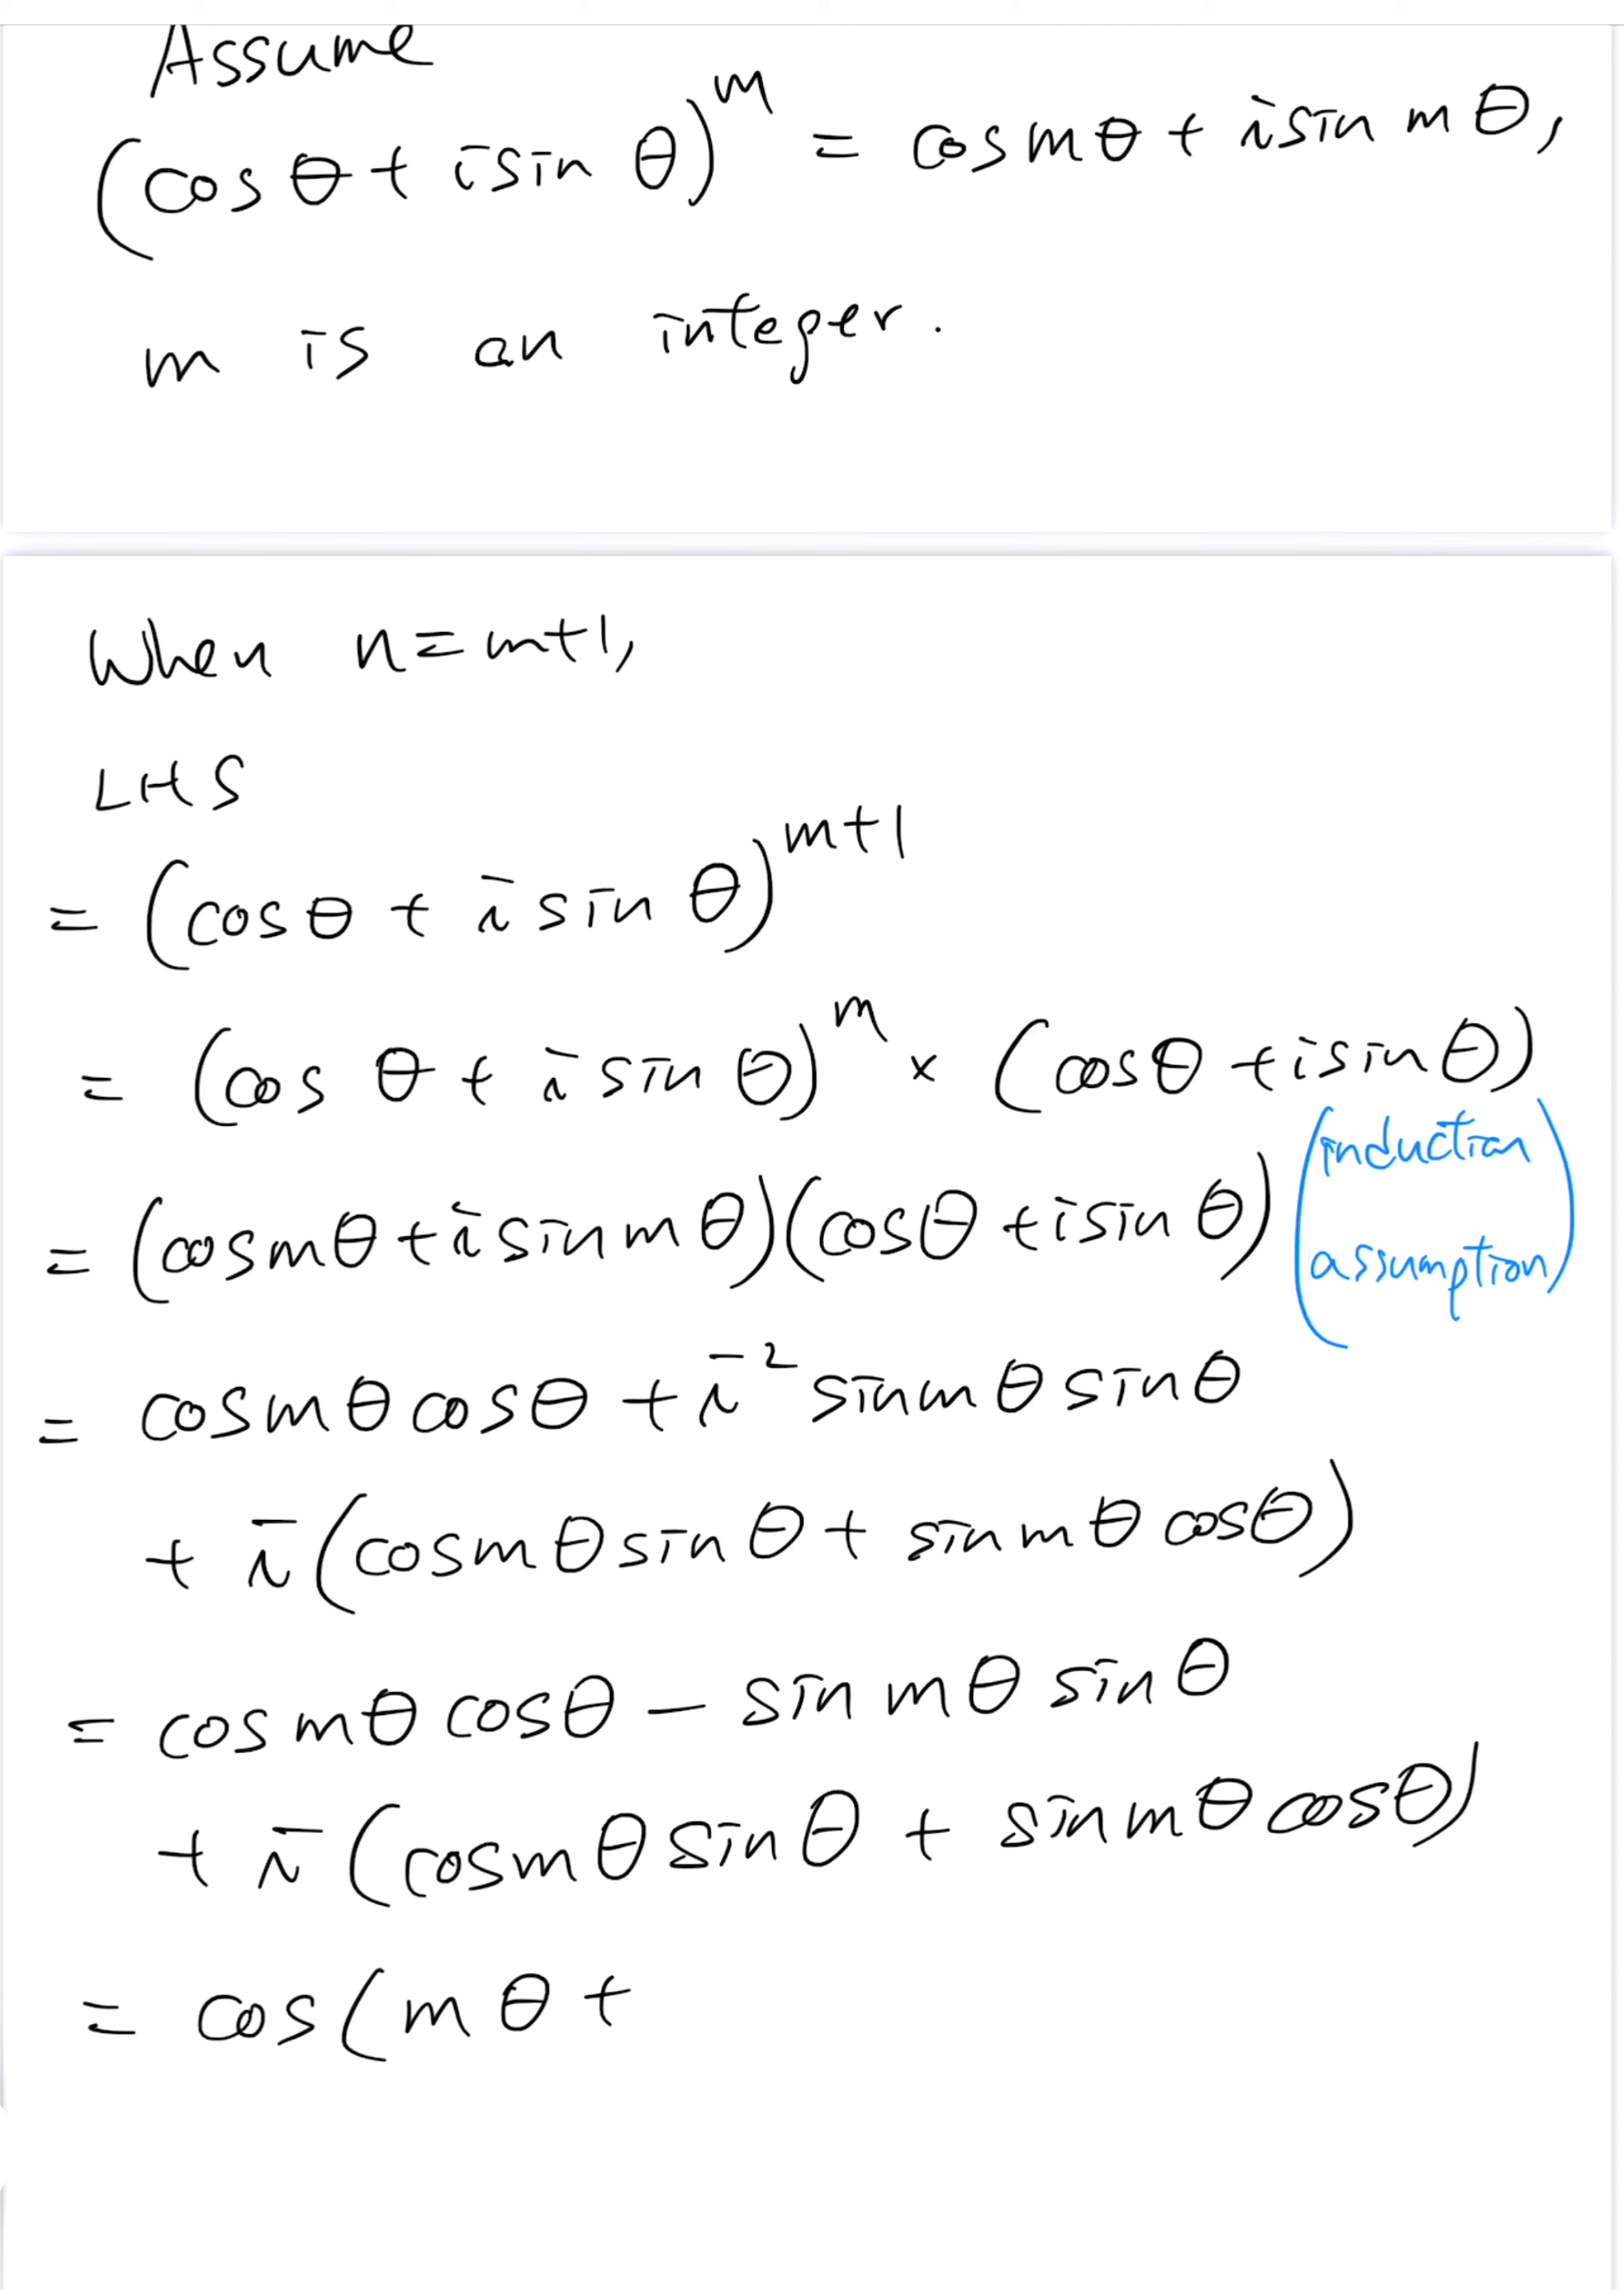 Assume
(cos θ + i sin θ)^m = cos mθ + i sin mθ,
m is an integer.
When n = m+1,
LHS
= (cos θ + i sin θ)^{m+1}
= (cos θ + i sin θ)^m × (cos θ + i sin θ)
= (cos mθ + i sin mθ)(cos θ + i sin θ) (induction assumption)
= cos mθ cos θ + i² sin mθ sin θ
+ i (cos mθ sin θ + sin mθ cos θ)
= cos mθ cos θ − sin mθ sin θ
+ i (cos mθ sin θ + sin mθ cos θ)
= cos(mθ +